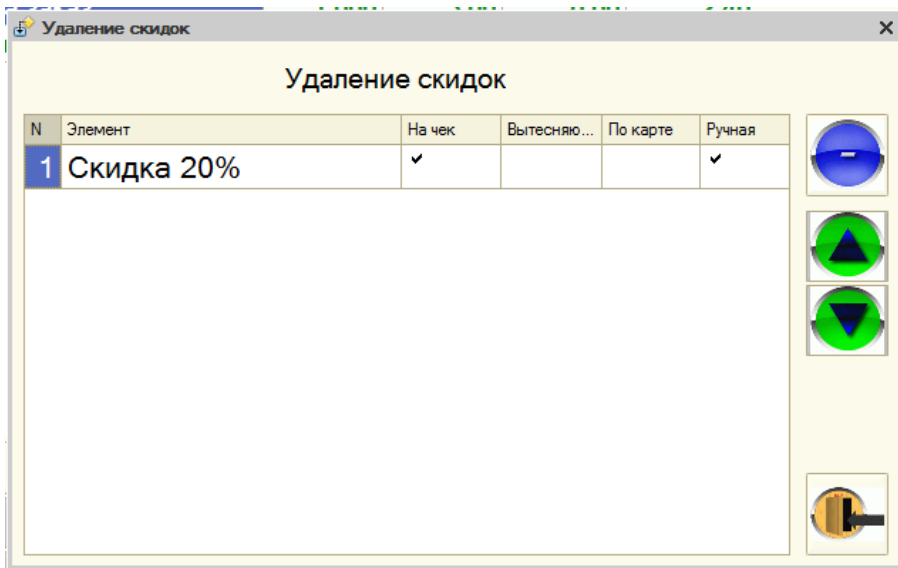 Удаление скидок
Удаление скидок
N Элемент На чек Вытесняю... По карте Ручная
1 Скидка 20%